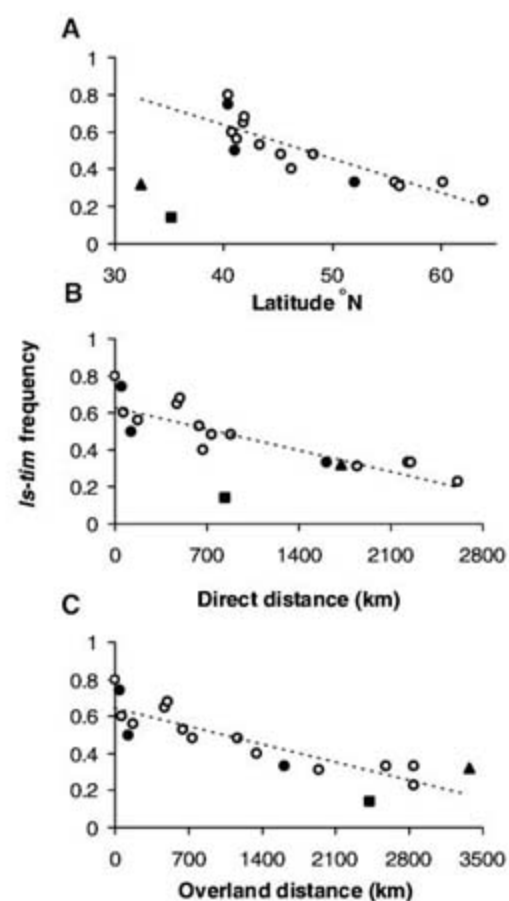 A
1
0.8
0.6
0.4
0.2
0
30 40 50 60
Latitude °N
B
1
0.8
0.6
0.4
0.2
0
0 700 1400 2100 2800
Direct distance (km)
ls-tim frequency
C
1
0.8
0.6
0.4
0.2
0
0 700 1400 2100 2800 3500
Overland distance (km)